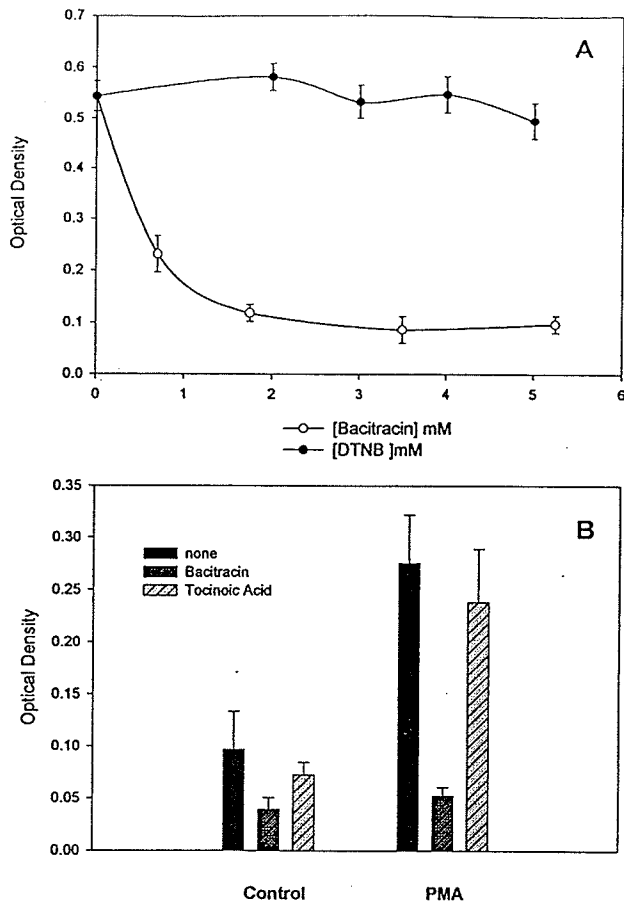 0.7
A
0.6
0.5
0.4
0.3
0.2
0.1
0.0
Optical Density
0 1 2 3 4 5 6
[Bacitracin] mM
[DTNB ]mM
0.35
B
0.30
0.25
0.20
0.15
0.10
0.05
0.00
Optical Density
none
Bacitracin
Tocinoic Acid
Control PMA